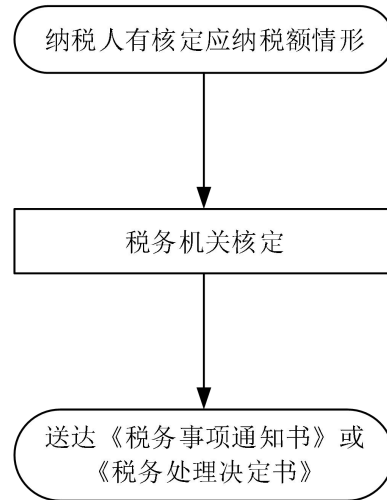 纳税人有核定应纳税额情形
税务机关核定
送达《税务事项通知书》或
《税务处理决定书》